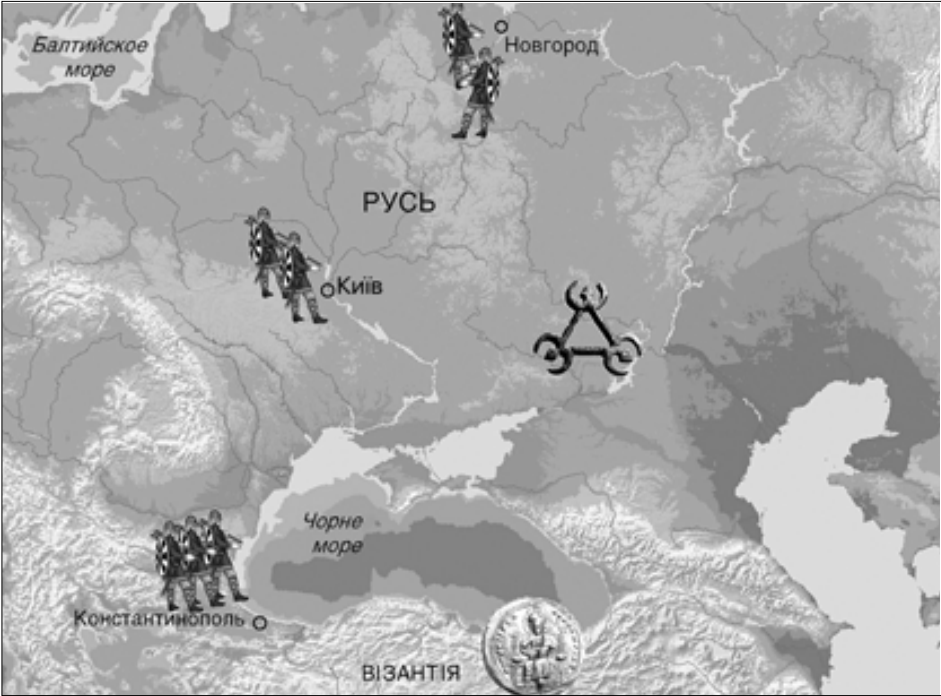 Балтийское
море
Новгород
РУСЬ
Київ
Чорне
море
Константинополь
ВІЗАНТІЯ